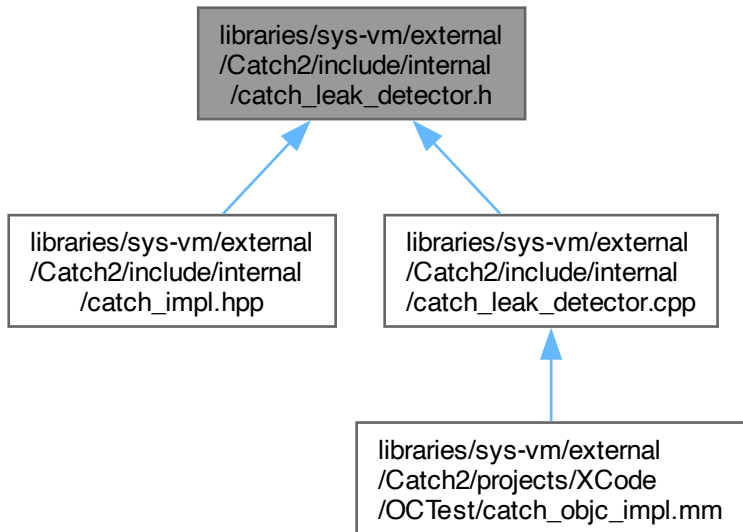 libraries/sys-vm/external
/Catch2/include/internal
/catch_leak_detector.h
libraries/sys-vm/external
/Catch2/include/internal
/catch_impl.hpp
libraries/sys-vm/external
/Catch2/include/internal
/catch_leak_detector.cpp
libraries/sys-vm/external
/Catch2/projects/XCode
/OCTest/catch_objc_impl.mm